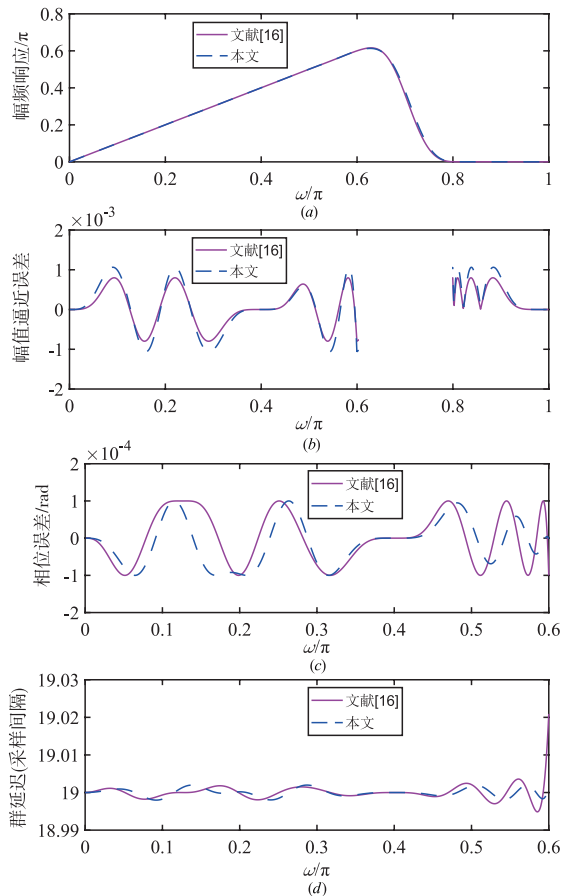 0.8
0.6
0.4
0.2
0
幅频响应/π
文献[16]
本文
0 0.2 0.4 0.6 0.8 1
ω/π
(a)
×10⁻³
2
1
0
-1
-2
幅值逼近误差
文献[16]
本文
0 0.2 0.4 0.6 0.8 1
ω/π
(b)
×10⁻⁴
2
1
0
-1
-2
相位误差/rad
文献[16]
本文
0 0.1 0.2 0.3 0.4 0.5 0.6
ω/π
(c)
19.03
19.02
19.01
19
18.99
群延迟(采样间隔)
文献[16]
本文
0 0.1 0.2 0.3 0.4 0.5 0.6
ω/π
(d)